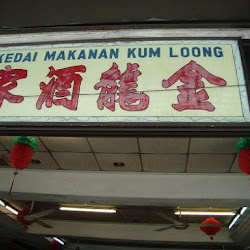 KEDAI MAKANAN KUM LOONG
金龍酒家